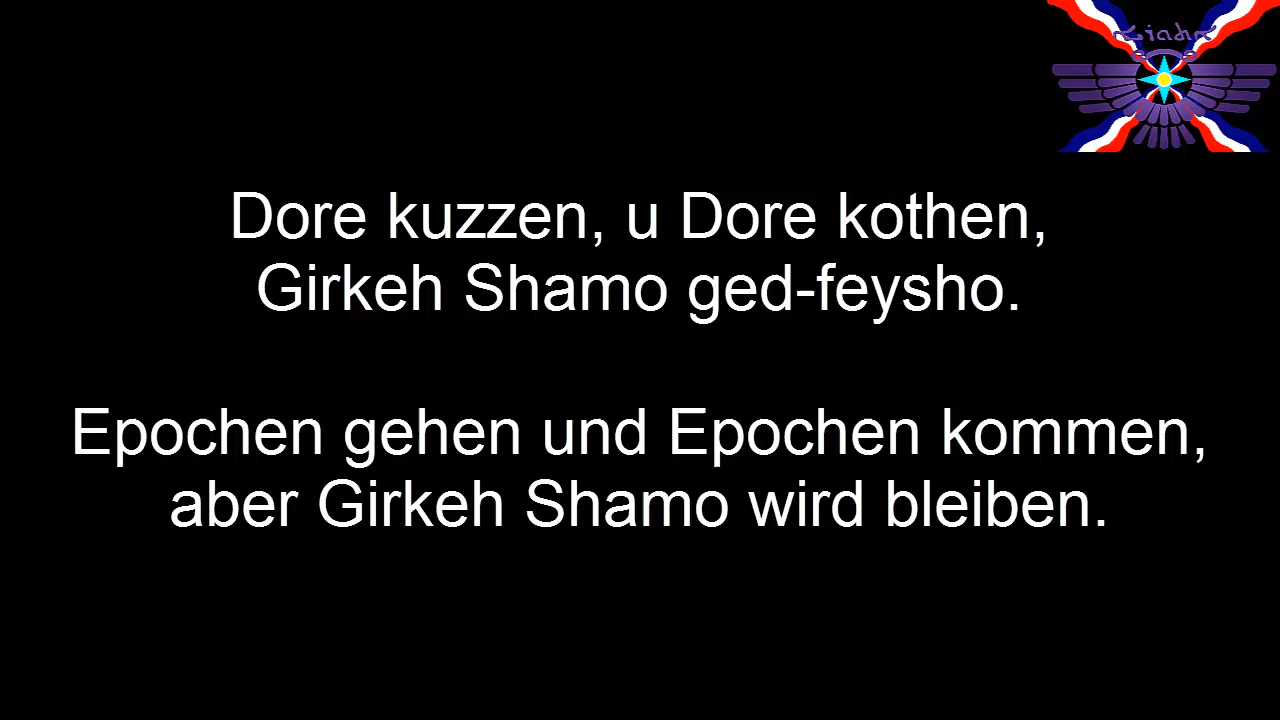 Dore kuzzen, u Dore kothen,
Girkeh Shamo ged-feysho.
Epochen gehen und Epochen kommen,
aber Girkeh Shamo wird bleiben.